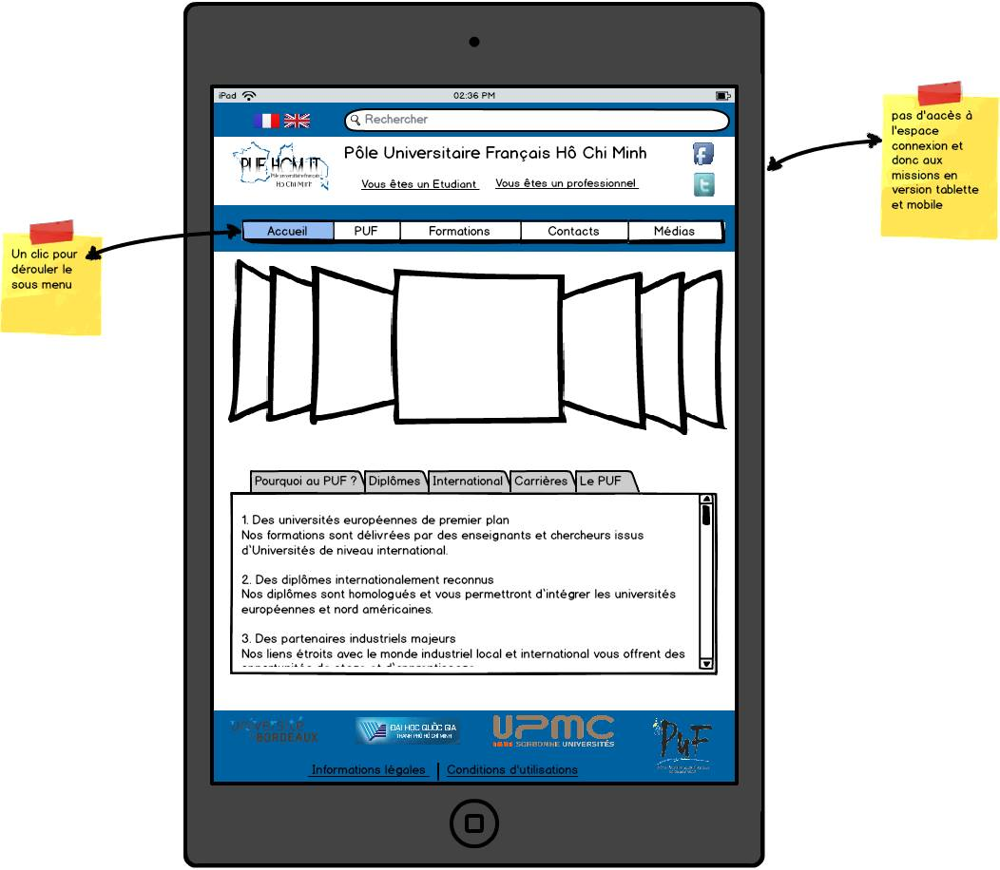 iPad
02:36 PM
Rechercher
PUF HCM IT
Pôle universitaire français
Hô Chi Minh
Pôle Universitaire Français Hô Chi Minh
Vous êtes un Etudiant
Vous êtes un professionnel
f
t
Accueil
PUF
Formations
Contacts
Médias
Un clic pour
dérouler le
sous menu
pas d'aacès à
l'espace
connexion et
donc aux
missions en
version tablette
et mobile
Pourquoi au PUF ?
Diplômes
International
Carrières
Le PUF
1. Des universités européennes de premier plan
Nos formations sont délivrées par des enseignants et chercheurs issus
d`Universités de niveau international.
2. Des diplômes internationalement reconnus
Nos diplômes sont homologués et vous permettront d`intégrer les universités
européennes et nord américaines.
3. Des partenaires industriels majeurs
Nos liens étroits avec le monde industriel local et international vous offrent des
opportunités de stage et d`apprentissage
université
BORDEAUX
ĐẠI HỌC QUỐC GIA
THÀNH PHỐ HỒ CHÍ MINH
UPMC
SORBONNE UNIVERSITÉS
PUF
Informations légales
Conditions d'utilisations